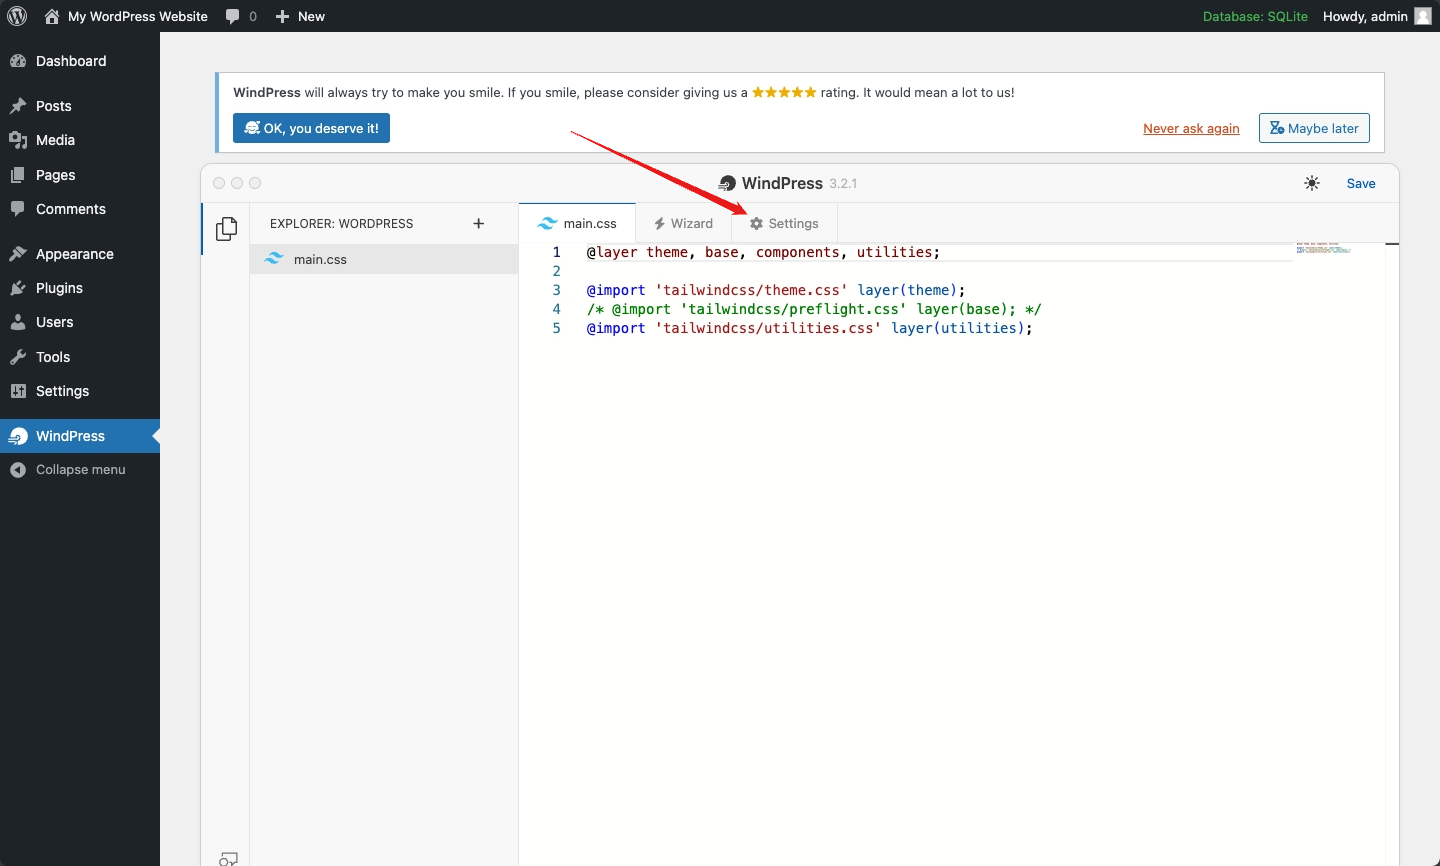 My WordPress Website 0 New Database: SQLite Howdy, admin
Dashboard
Posts
Media
Pages
Comments
Appearance
Plugins
Users
Tools
Settings
WindPress
Collapse menu
WindPress will always try to make you smile. If you smile, please consider giving us a ★★★★★ rating. It would mean a lot to us!
OK, you deserve it! Never ask again Maybe later
WindPress 3.2.1 Save
EXPLORER: WORDPRESS +
main.css
main.css Wizard Settings
1 @layer theme, base, components, utilities;
2
3 @import 'tailwindcss/theme.css' layer(theme);
4 /* @import 'tailwindcss/preflight.css' layer(base); */
5 @import 'tailwindcss/utilities.css' layer(utilities);